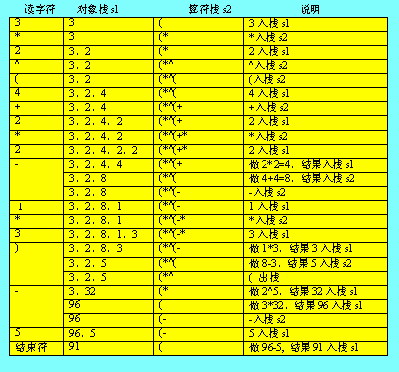 读字符 对象栈s1 算符栈s2 说明
3 3 ( 3 入栈 s1
* 3 (* *入栈 s2
2 3. 2 (* 2 入栈 s1
^ 3. 2 (*^ ^入栈 s2
( 3. 2 (*^( (入栈 s2
4 3. 2. 4 (*^( 4 入栈 s1
+ 3. 2. 4 (*^(+ +入栈 s2
2 3. 2. 4. 2 (*^(+ 2 入栈 s1
* 3. 2. 4. 2 (*^(+* *入栈 s2
2 3. 2. 4. 2. 2 (*^(+* 2 入栈 s1
- 3. 2. 4. 4 (*^(+ 做 2*2=4. 结果入栈 s1
3. 2. 8 (*^( 做 4+4=8. 结果入栈 s2
3. 2. 8 (*^(- -入栈 s2
1 3. 2. 8. 1 (*^(- 1 入栈 s1
* 3. 2. 8. 1 (*^(-* *入栈 s2
3 3. 2. 8. 1. 3 (*^(-* 3 入栈 s1
) 3. 2. 8. 3 (*^(- 做 1*3. 结果 3 入栈 s1
3. 2. 5 (*^( 做 8-3. 结果 5 入栈 s2
3. 2. 5 (*^ ( 出栈
- 3. 32 (* 做 2^5. 结果 32 入栈 s1
96 ( 做 3*32. 结果 96 入栈 s1
96 (- -入栈 s2
5 96. 5 (- 5 入栈 s1
结束符 91 ( 做 96-5, 结果 91 入栈 s1